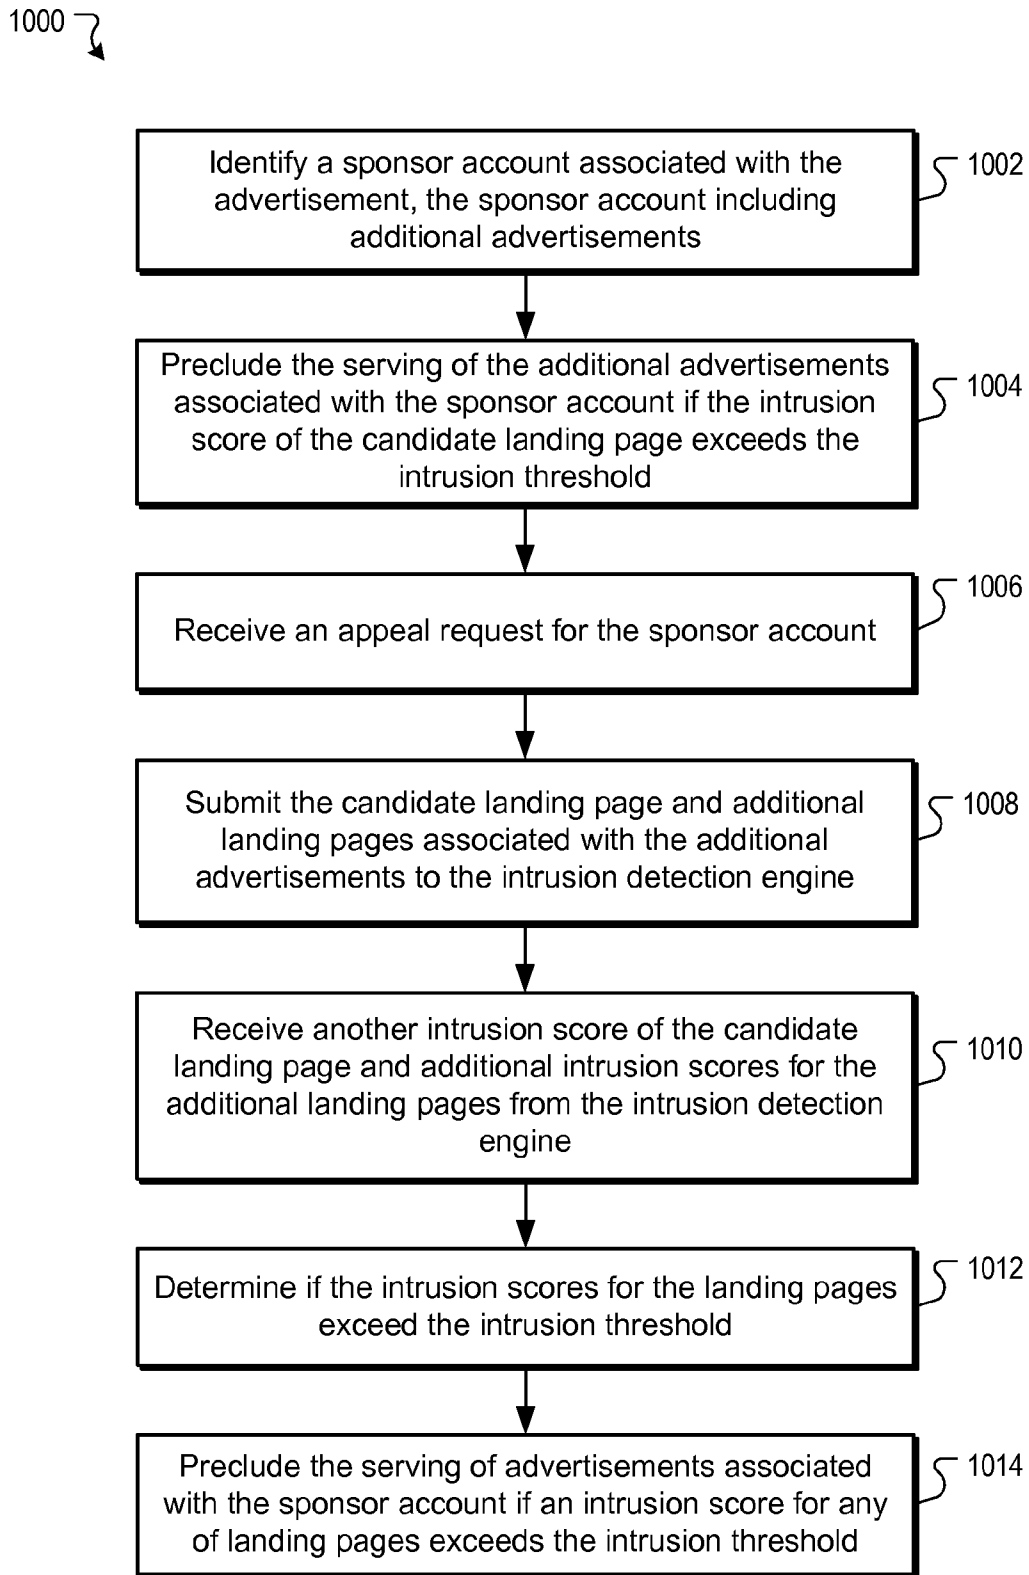 1000
Identify a sponsor account associated with the
advertisement, the sponsor account including
additional advertisements
1002
Preclude the serving of the additional advertisements
associated with the sponsor account if the intrusion
score of the candidate landing page exceeds the
intrusion threshold
1004
Receive an appeal request for the sponsor account
1006
Submit the candidate landing page and additional
landing pages associated with the additional
advertisements to the intrusion detection engine
1008
Receive another intrusion score of the candidate
landing page and additional intrusion scores for the
additional landing pages from the intrusion detection
engine
1010
Determine if the intrusion scores for the landing pages
exceed the intrusion threshold
1012
Preclude the serving of advertisements associated
with the sponsor account if an intrusion score for any
of landing pages exceeds the intrusion threshold
1014